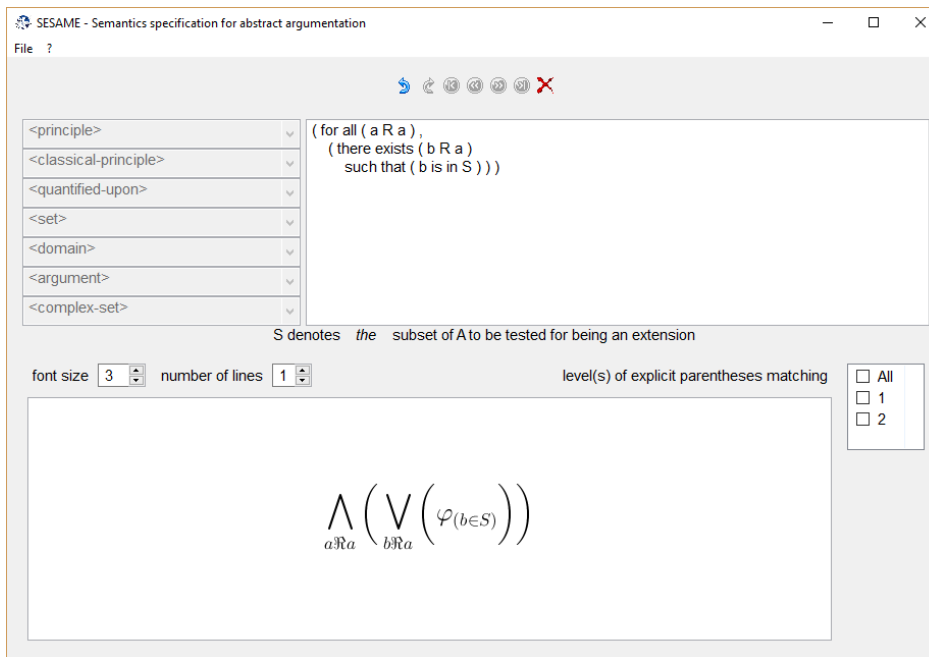 SESAME - Semantics specification for abstract argumentation
File ?
<principle>
<classical-principle>
<quantified-upon>
<set>
<domain>
<argument>
<complex-set>
( for all ( a R a ) ,
( there exists ( b R a )
such that ( b is in S ) ) )
S denotes the subset of A to be tested for being an extension
font size 3 number of lines 1 level(s) of explicit parentheses matching
All
1
2
⋀_{aℜa} ( ⋁_{bℜa} ( φ_{(b∈S)} ) )